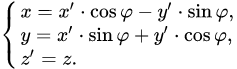 x = x′ · cos φ − y′ · sin φ,
y = x′ · sin φ + y′ · cos φ,
z′ = z.